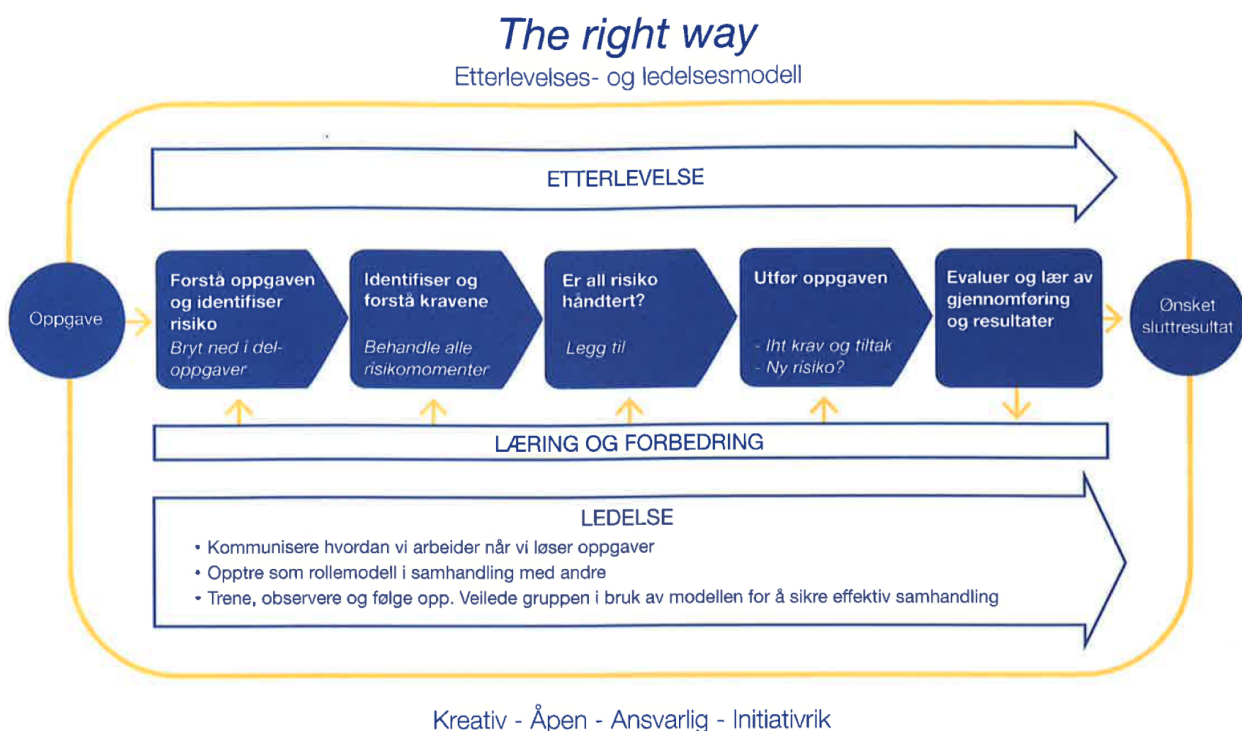 The right way
Etterlevelses- og ledelsesmodell
ETTERLEVELSE
Oppgave
Forstå oppgaven
og identifiser
risiko
Bryt ned i del-
oppgaver
Identifiser og
forstå kravene
Behandle alle
risikomomenter
Er all risiko
håndtert?
Legg til
Utfør oppgaven
- Iht krav og tiltak
- Ny risiko?
Evaluer og lær av
gjennomføring
og resultater
Ønsket
sluttresultat
LÆRING OG FORBEDRING
LEDELSE
• Kommunisere hvordan vi arbeider når vi løser oppgaver
• Opptre som rollemodell i samhandling med andre
• Trene, observere og følge opp. Veilede gruppen i bruk av modellen for å sikre effektiv samhandling
Kreativ - Åpen - Ansvarlig - Initiativrik